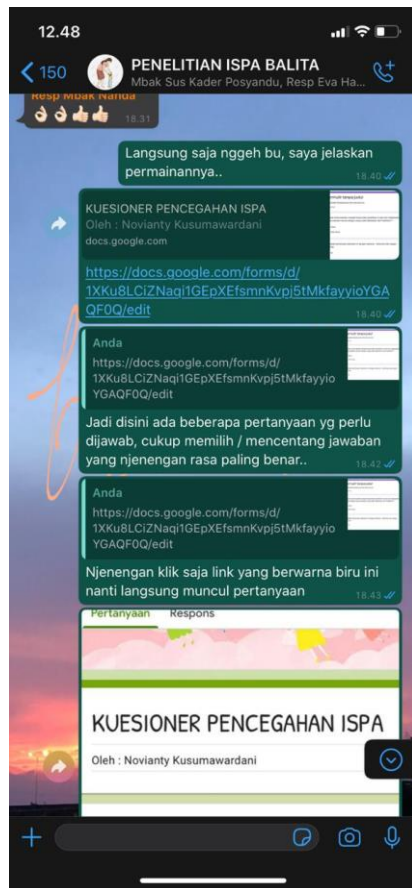 12.48
150
PENELITIAN ISPA BALITA
Mbak Sus Kader Posyandu, Resp Eva Ha...
Resp Mbak Nanda
18.31
Langsung saja nggeh bu, saya jelaskan
permainannya..
18.40
KUESIONER PENCEGAHAN ISPA
Oleh : Novianty Kusumawardani
docs.google.com
https://docs.google.com/forms/d/
1XKu8LCiZNaqi1GEpXEfsmnKvpj5tMkfayyioYGA
QF0Q/edit
18.40
Anda
https://docs.google.com/forms/d/
1XKu8LCiZNaqi1GEpXEfsmnKvpj5tMkfayyio
YGAQF0Q/edit
Jadi disini ada beberapa pertanyaan yg perlu
dijawab, cukup memilih / mencentang jawaban
yang njenengan rasa paling benar..
18.42
Anda
https://docs.google.com/forms/d/
1XKu8LCiZNaqi1GEpXEfsmnKvpj5tMkfayyio
YGAQF0Q/edit
Njenengan klik saja link yang berwarna biru ini
nanti langsung muncul pertanyaan
18.43
Pertanyaan Respons
KUESIONER PENCEGAHAN ISPA
Oleh : Novianty Kusumawardani